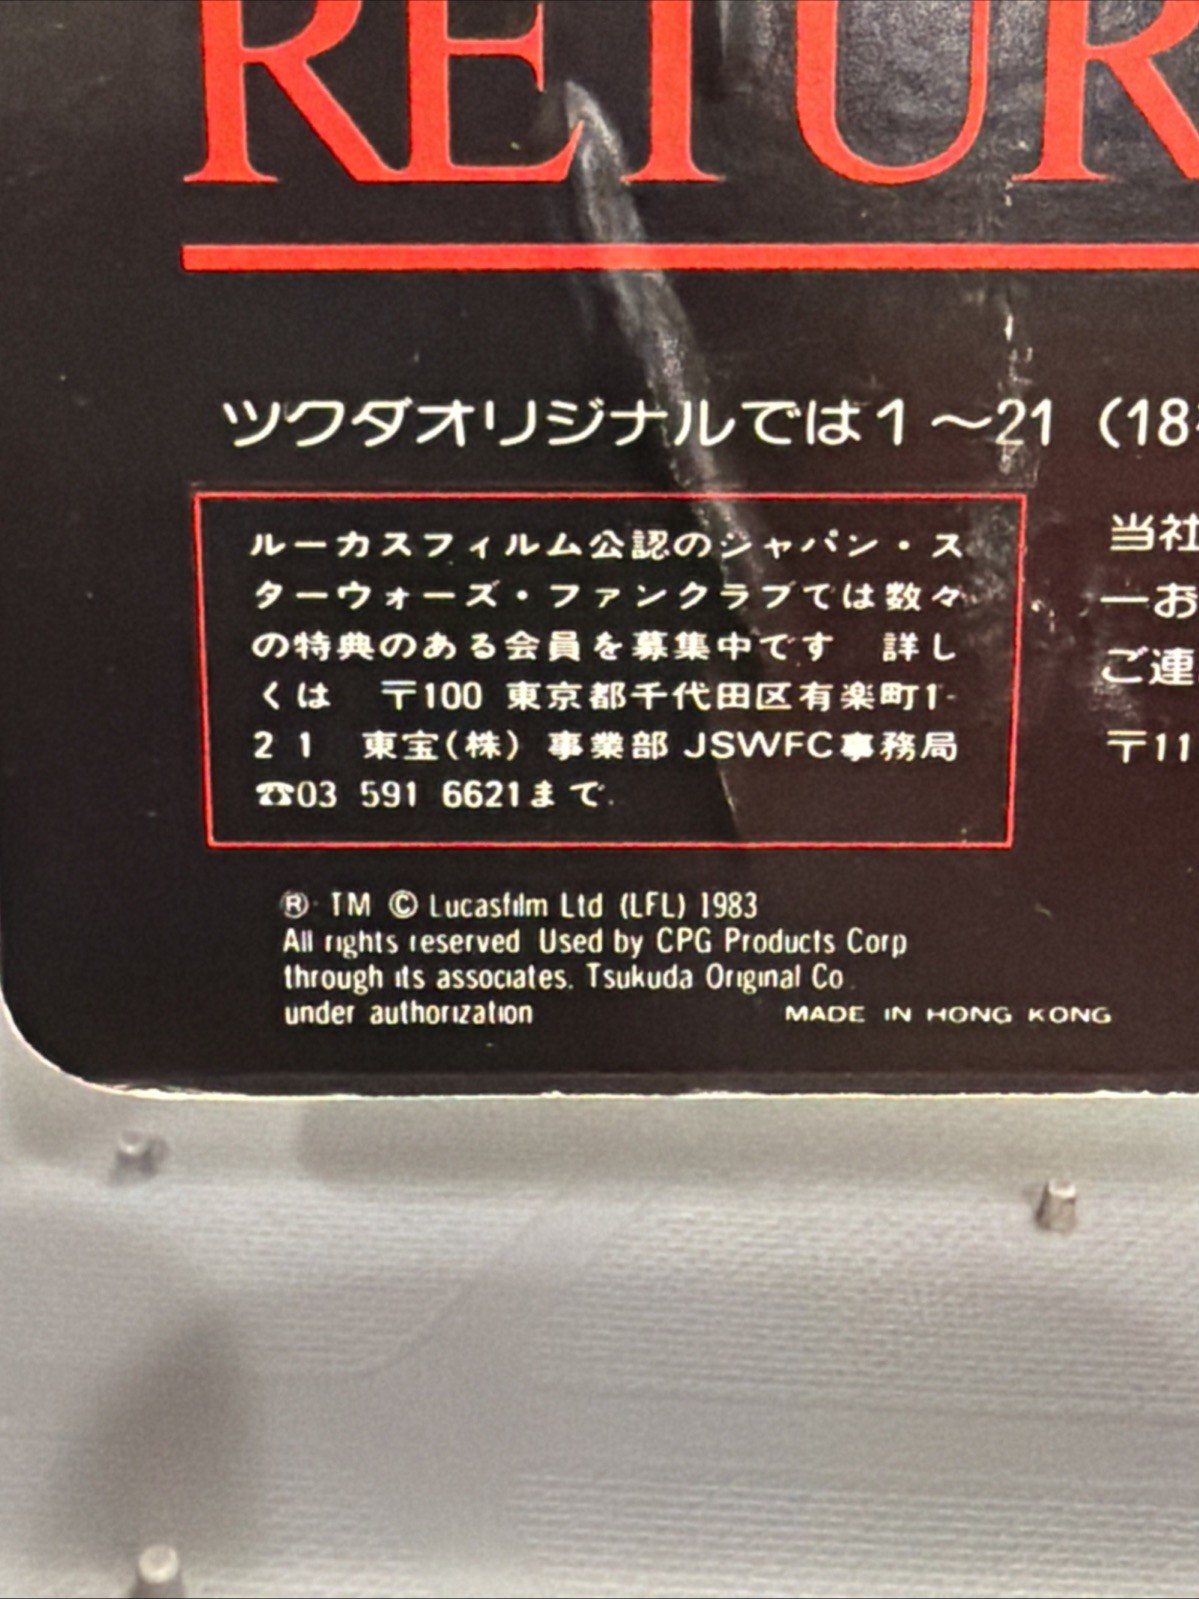 RETUR
ツクダオリジナルでは1～21（18
ルーカスフィルム公認のジャパン・ス
ターウォーズ・ファンクラブでは数々
の特典のある会員を募集中です 詳し
くは 〒100 東京都千代田区有楽町1-
2 1 東宝(株) 事業部 JSWFC事務局
☎03 591 6621まで.
当社
一お
ご連
〒11
® TM © Lucasfilm Ltd (LFL) 1983
All rights reserved Used by CPG Products Corp
through its associates. Tsukuda Original Co.
under authorization
MADE IN HONG KONG